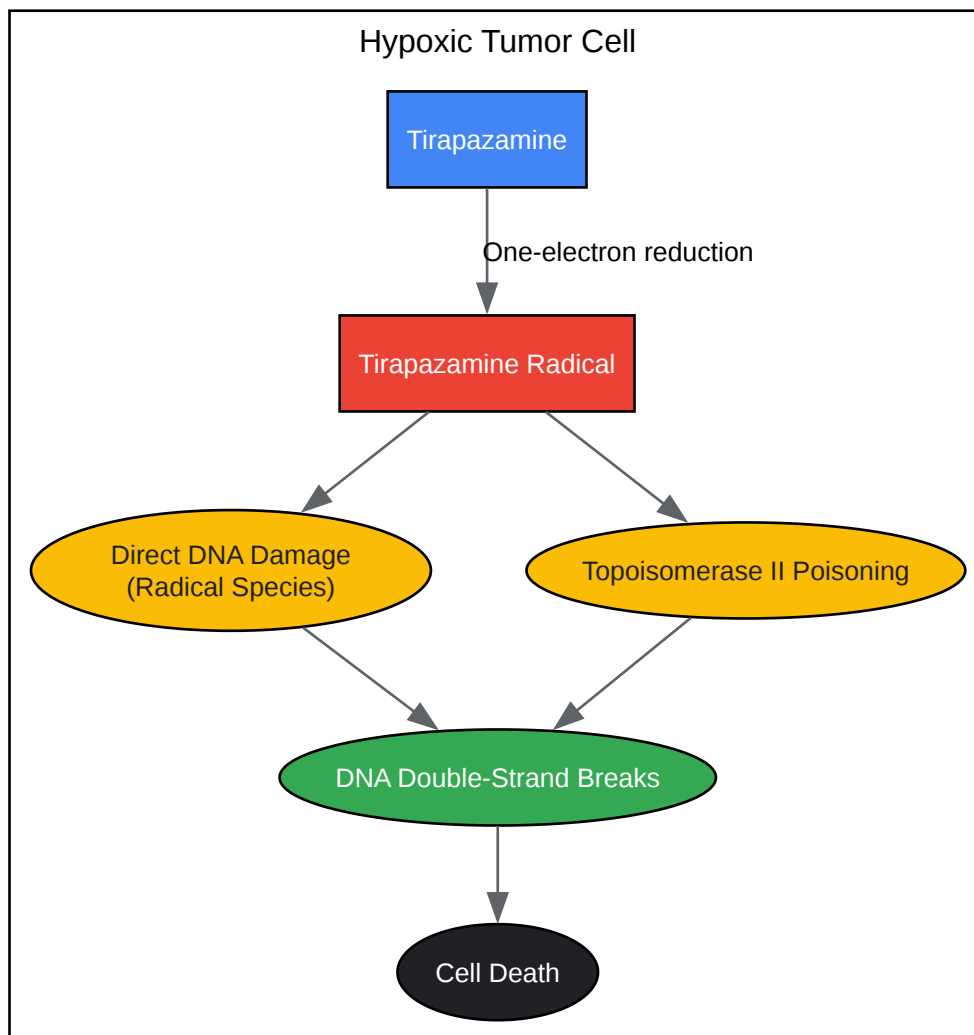 Hypoxic Tumor Cell
Tirapazamine
One-electron reduction
Tirapazamine Radical
Direct DNA Damage
(Radical Species)
Topoisomerase II Poisoning
DNA Double-Strand Breaks
Cell Death